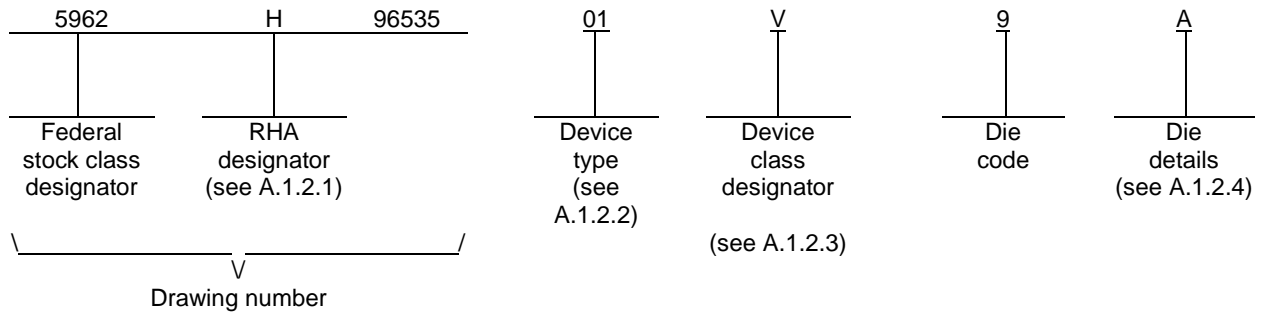 5962 H 96535 01 V 9 A
Federal stock class designator
RHA designator (see A.1.2.1)
Device type (see A.1.2.2)
Device class designator (see A.1.2.3)
Die code
Die details (see A.1.2.4)
\ /
\/
Drawing number